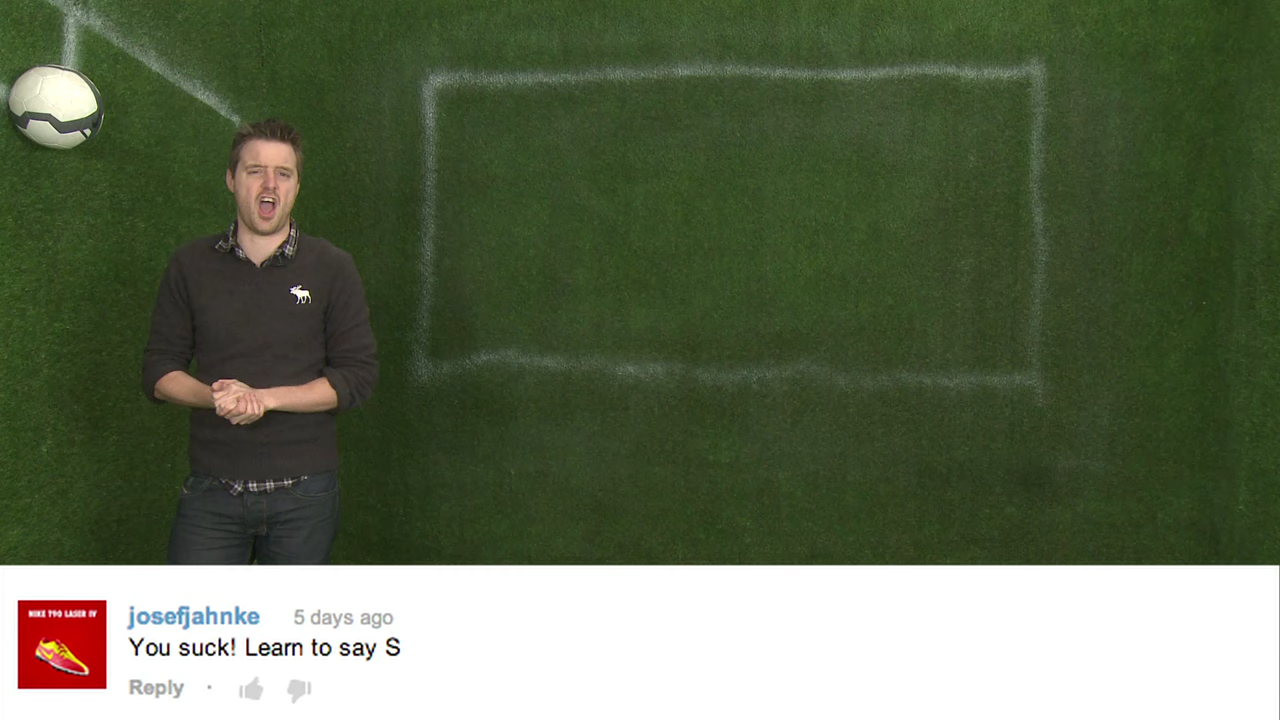 NIKE T90 LASER IV
josefjahnke 5 days ago
You suck! Learn to say S
Reply ·